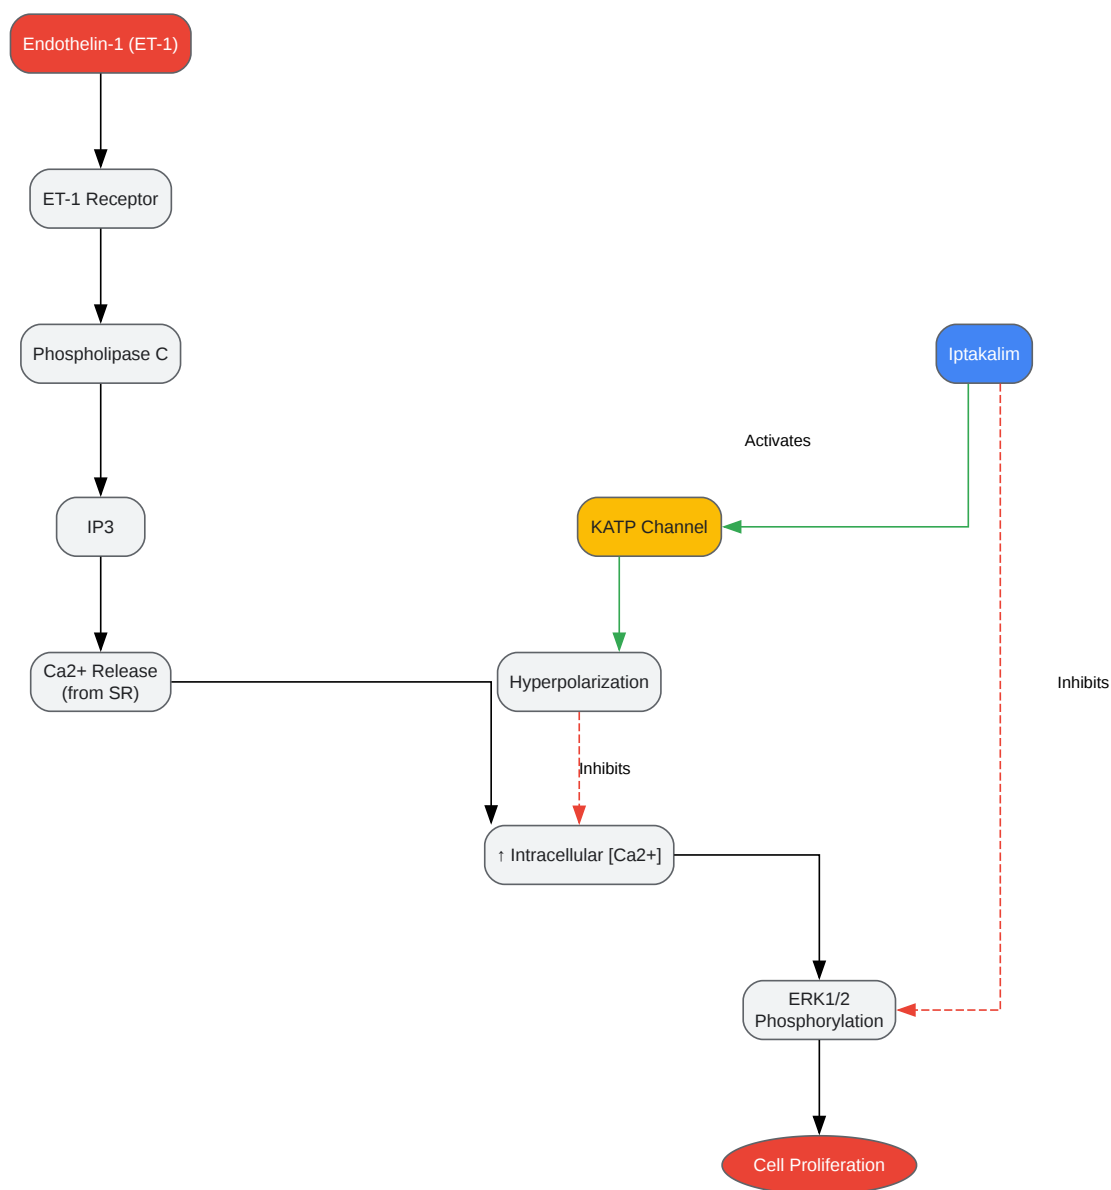 Endothelin-1 (ET-1)
ET-1 Receptor
Phospholipase C
Iptakalim
Activates
IP3
KATP Channel
Ca2+ Release
(from SR)
Hyperpolarization
Inhibits
Inhibits
↑ Intracellular [Ca2+]
ERK1/2
Phosphorylation
Cell Proliferation